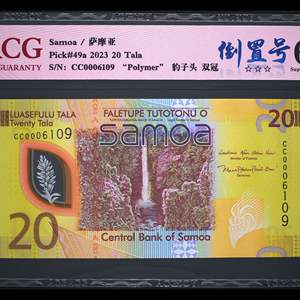 ACG
GUARANTY
Samoa / 萨摩亚
Pick#49a 2023 20 Tala
S/N: CC0006109 “Polymer” 豹子头 双冠
倒置号
☆☆☆
6
LUASEFULU TALA
Twenty Tala
CC0006109
FALETUPE TUTOTONU O
samoa
20
CC0006109
20
Central Bank of Samoa